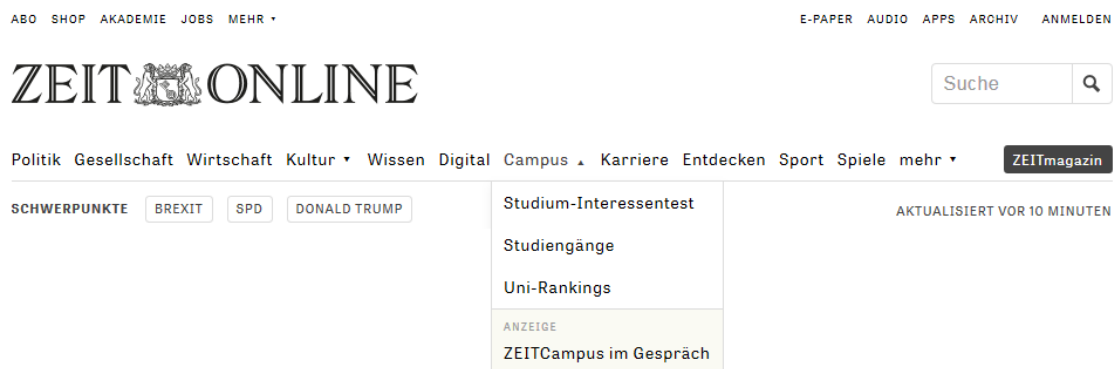 ABO SHOP AKADEMIE JOBS MEHR E-PAPER AUDIO APPS ARCHIV ANMELDEN
ZEIT ONLINE
Suche
Politik Gesellschaft Wirtschaft Kultur Wissen Digital Campus Karriere Entdecken Sport Spiele mehr ZEITmagazin
SCHWERPUNKTE BREXIT SPD DONALD TRUMP
AKTUALISIERT VOR 10 MINUTEN
Studium-Interessentest
Studiengänge
Uni-Rankings
ANZEIGE
ZEITCampus im Gespräch